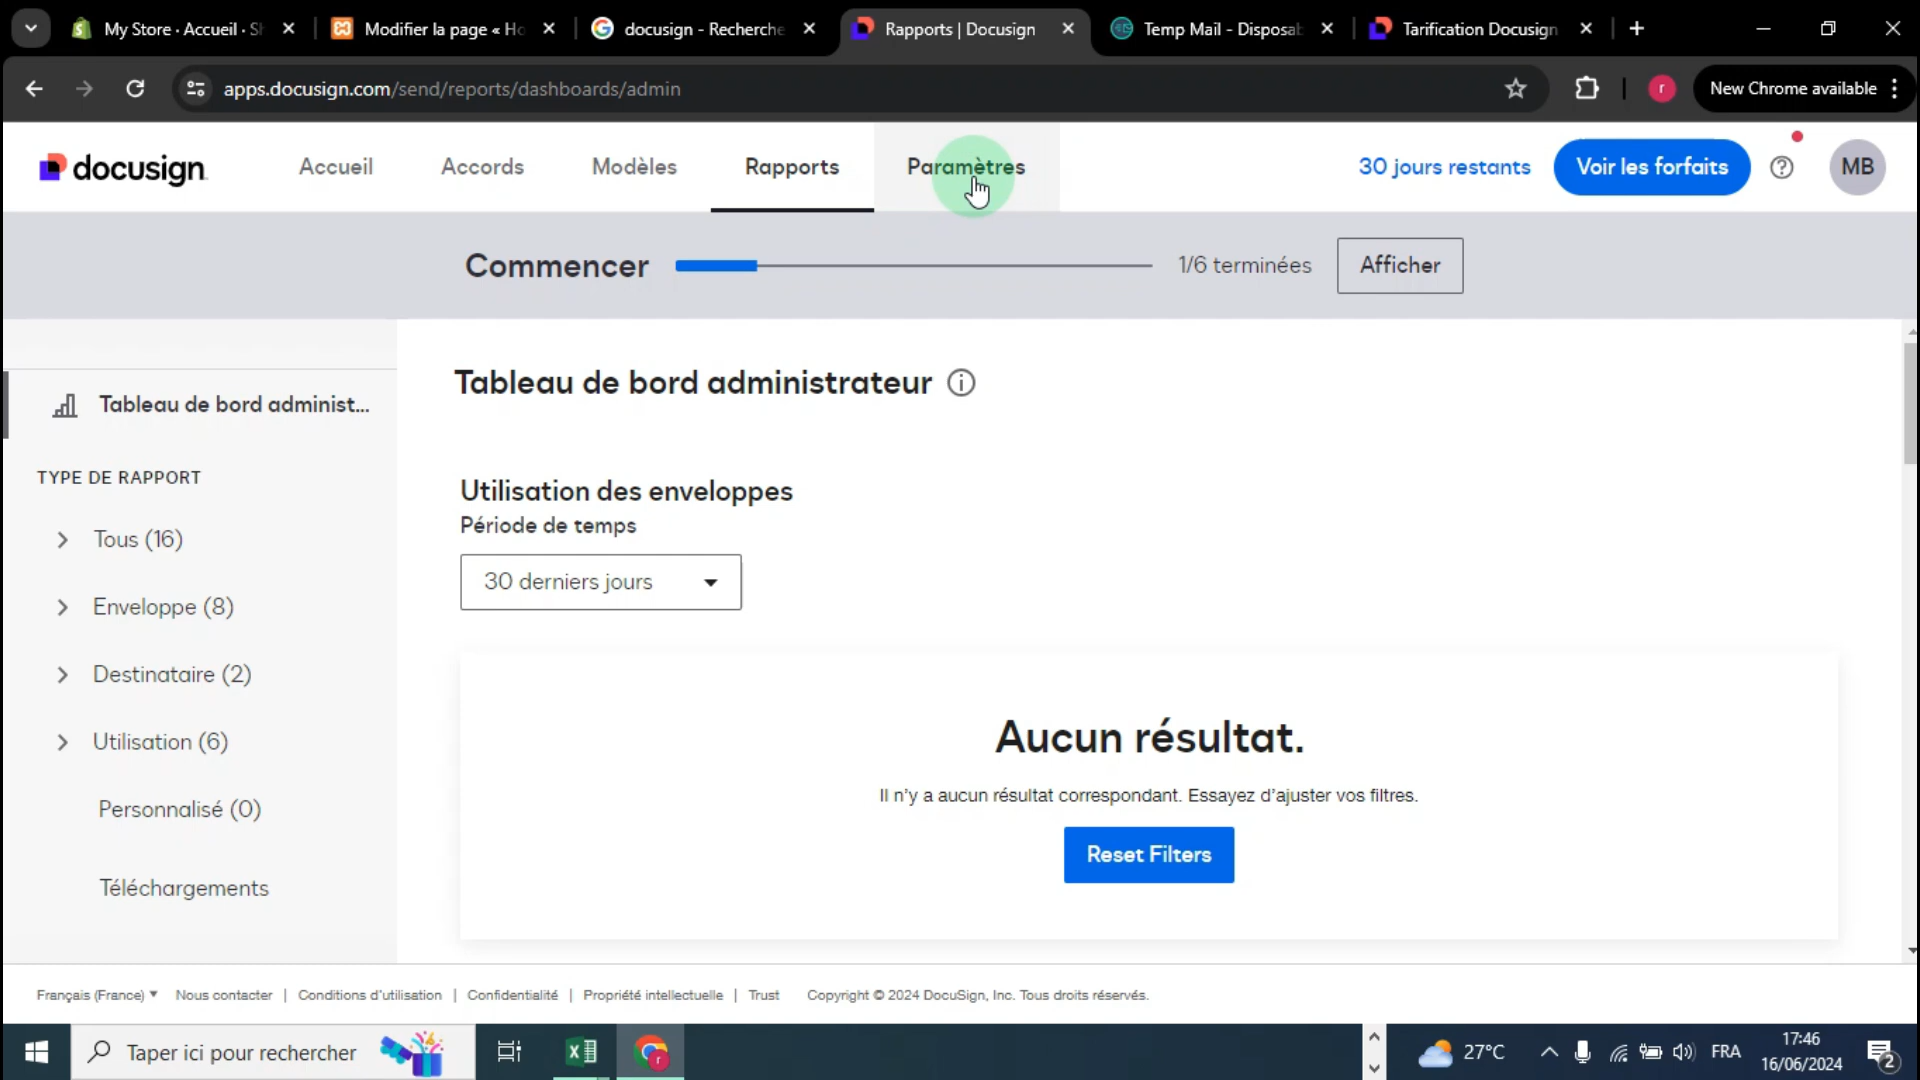 My Store · Accueil · Sh
Modifier la page « Ho
docusign - Recherche
Rapports | Docusign
Temp Mail - Disposab
Tarification Docusign
apps.docusign.com/send/reports/dashboards/admin
New Chrome available
docusign
Accueil
Accords
Modèles
Rapports
Paramètres
30 jours restants
Voir les forfaits
MB
Commencer
1/6 terminées
Afficher
Tableau de bord administ...
TYPE DE RAPPORT
Tous (16)
Enveloppe (8)
Destinataire (2)
Utilisation (6)
Personnalisé (0)
Téléchargements
Tableau de bord administrateur
Utilisation des enveloppes
Période de temps
30 derniers jours
Aucun résultat.
Il n’y a aucun résultat correspondant. Essayez d’ajuster vos filtres.
Reset Filters
Français (France) ▼ Nous contacter | Conditions d'utilisation | Confidentialité | Propriété intellectuelle | Trust Copyright © 2024 DocuSign, Inc. Tous droits réservés.
Taper ici pour rechercher
27°C
FRA
17:46
16/06/2024
2